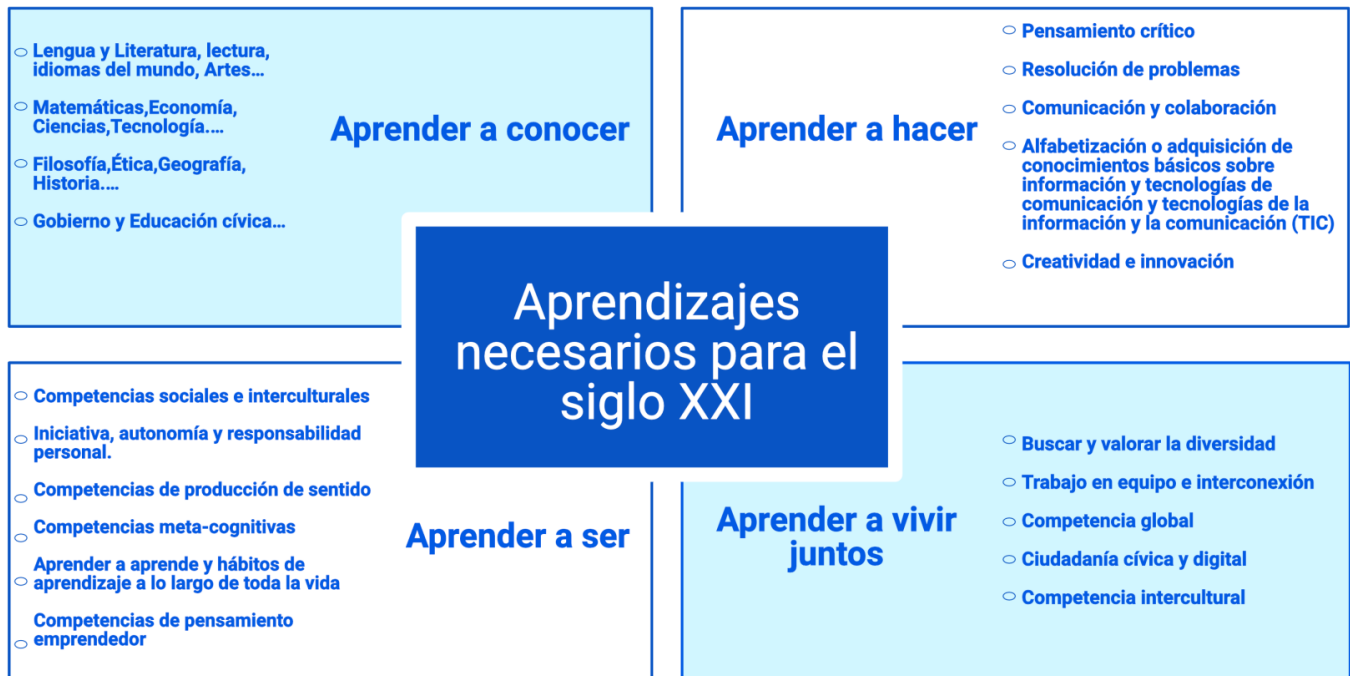 Lengua y Literatura, lectura,
idiomas del mundo, Artes...
Matemáticas,Economía,
Ciencias,Tecnología....
Filosofía,Ética,Geografía,
Historia....
Gobierno y Educación cívica...
Aprender a conocer
Aprender a hacer
Pensamiento crítico
Resolución de problemas
Comunicación y colaboración
Alfabetización o adquisición de
conocimientos básicos sobre
información y tecnologías de
comunicación y tecnologías de la
información y la comunicación (TIC)
Creatividad e innovación
Aprendizajes
necesarios para el
siglo XXI
Competencias sociales e interculturales
Iniciativa, autonomía y responsabilidad
personal.
Competencias de producción de sentido
Competencias meta-cognitivas
Aprender a aprende y hábitos de
aprendizaje a lo largo de toda la vida
Competencias de pensamiento
emprendedor
Aprender a ser
Aprender a vivir
juntos
Buscar y valorar la diversidad
Trabajo en equipo e interconexión
Competencia global
Ciudadanía cívica y digital
Competencia intercultural